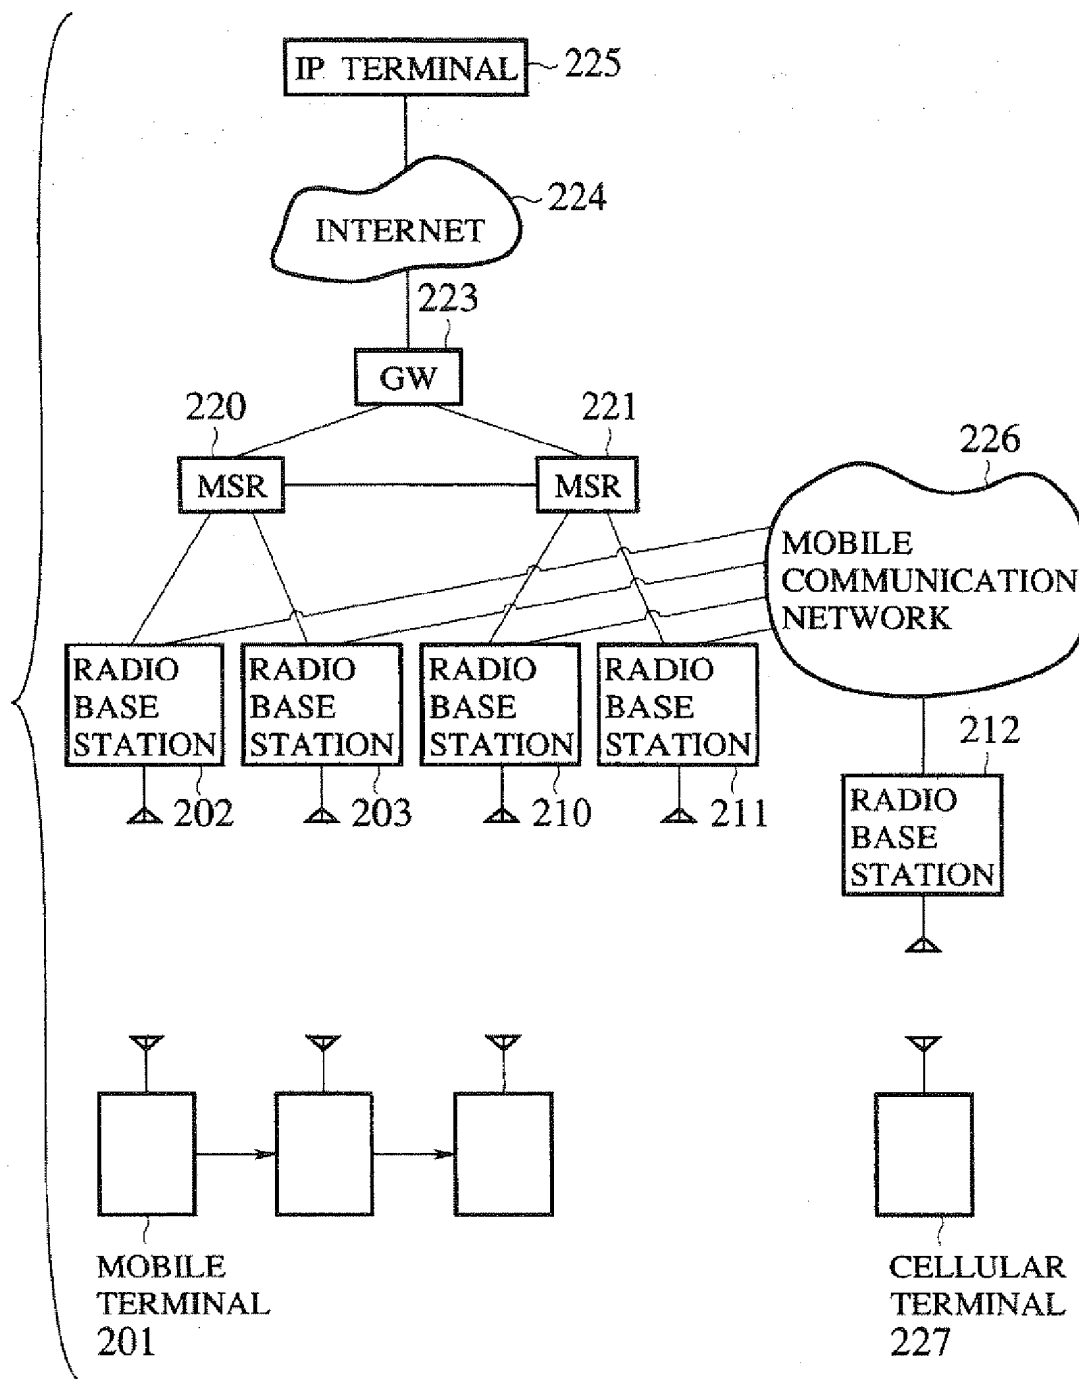 IP TERMINAL
225
INTERNET
224
223
GW
220
MSR
221
MSR
226
MOBILE
COMMUNICATION
NETWORK
RADIO
BASE
STATION
202
RADIO
BASE
STATION
203
RADIO
BASE
STATION
210
RADIO
BASE
STATION
211
212
RADIO
BASE
STATION
MOBILE
TERMINAL
201
CELLULAR
TERMINAL
227